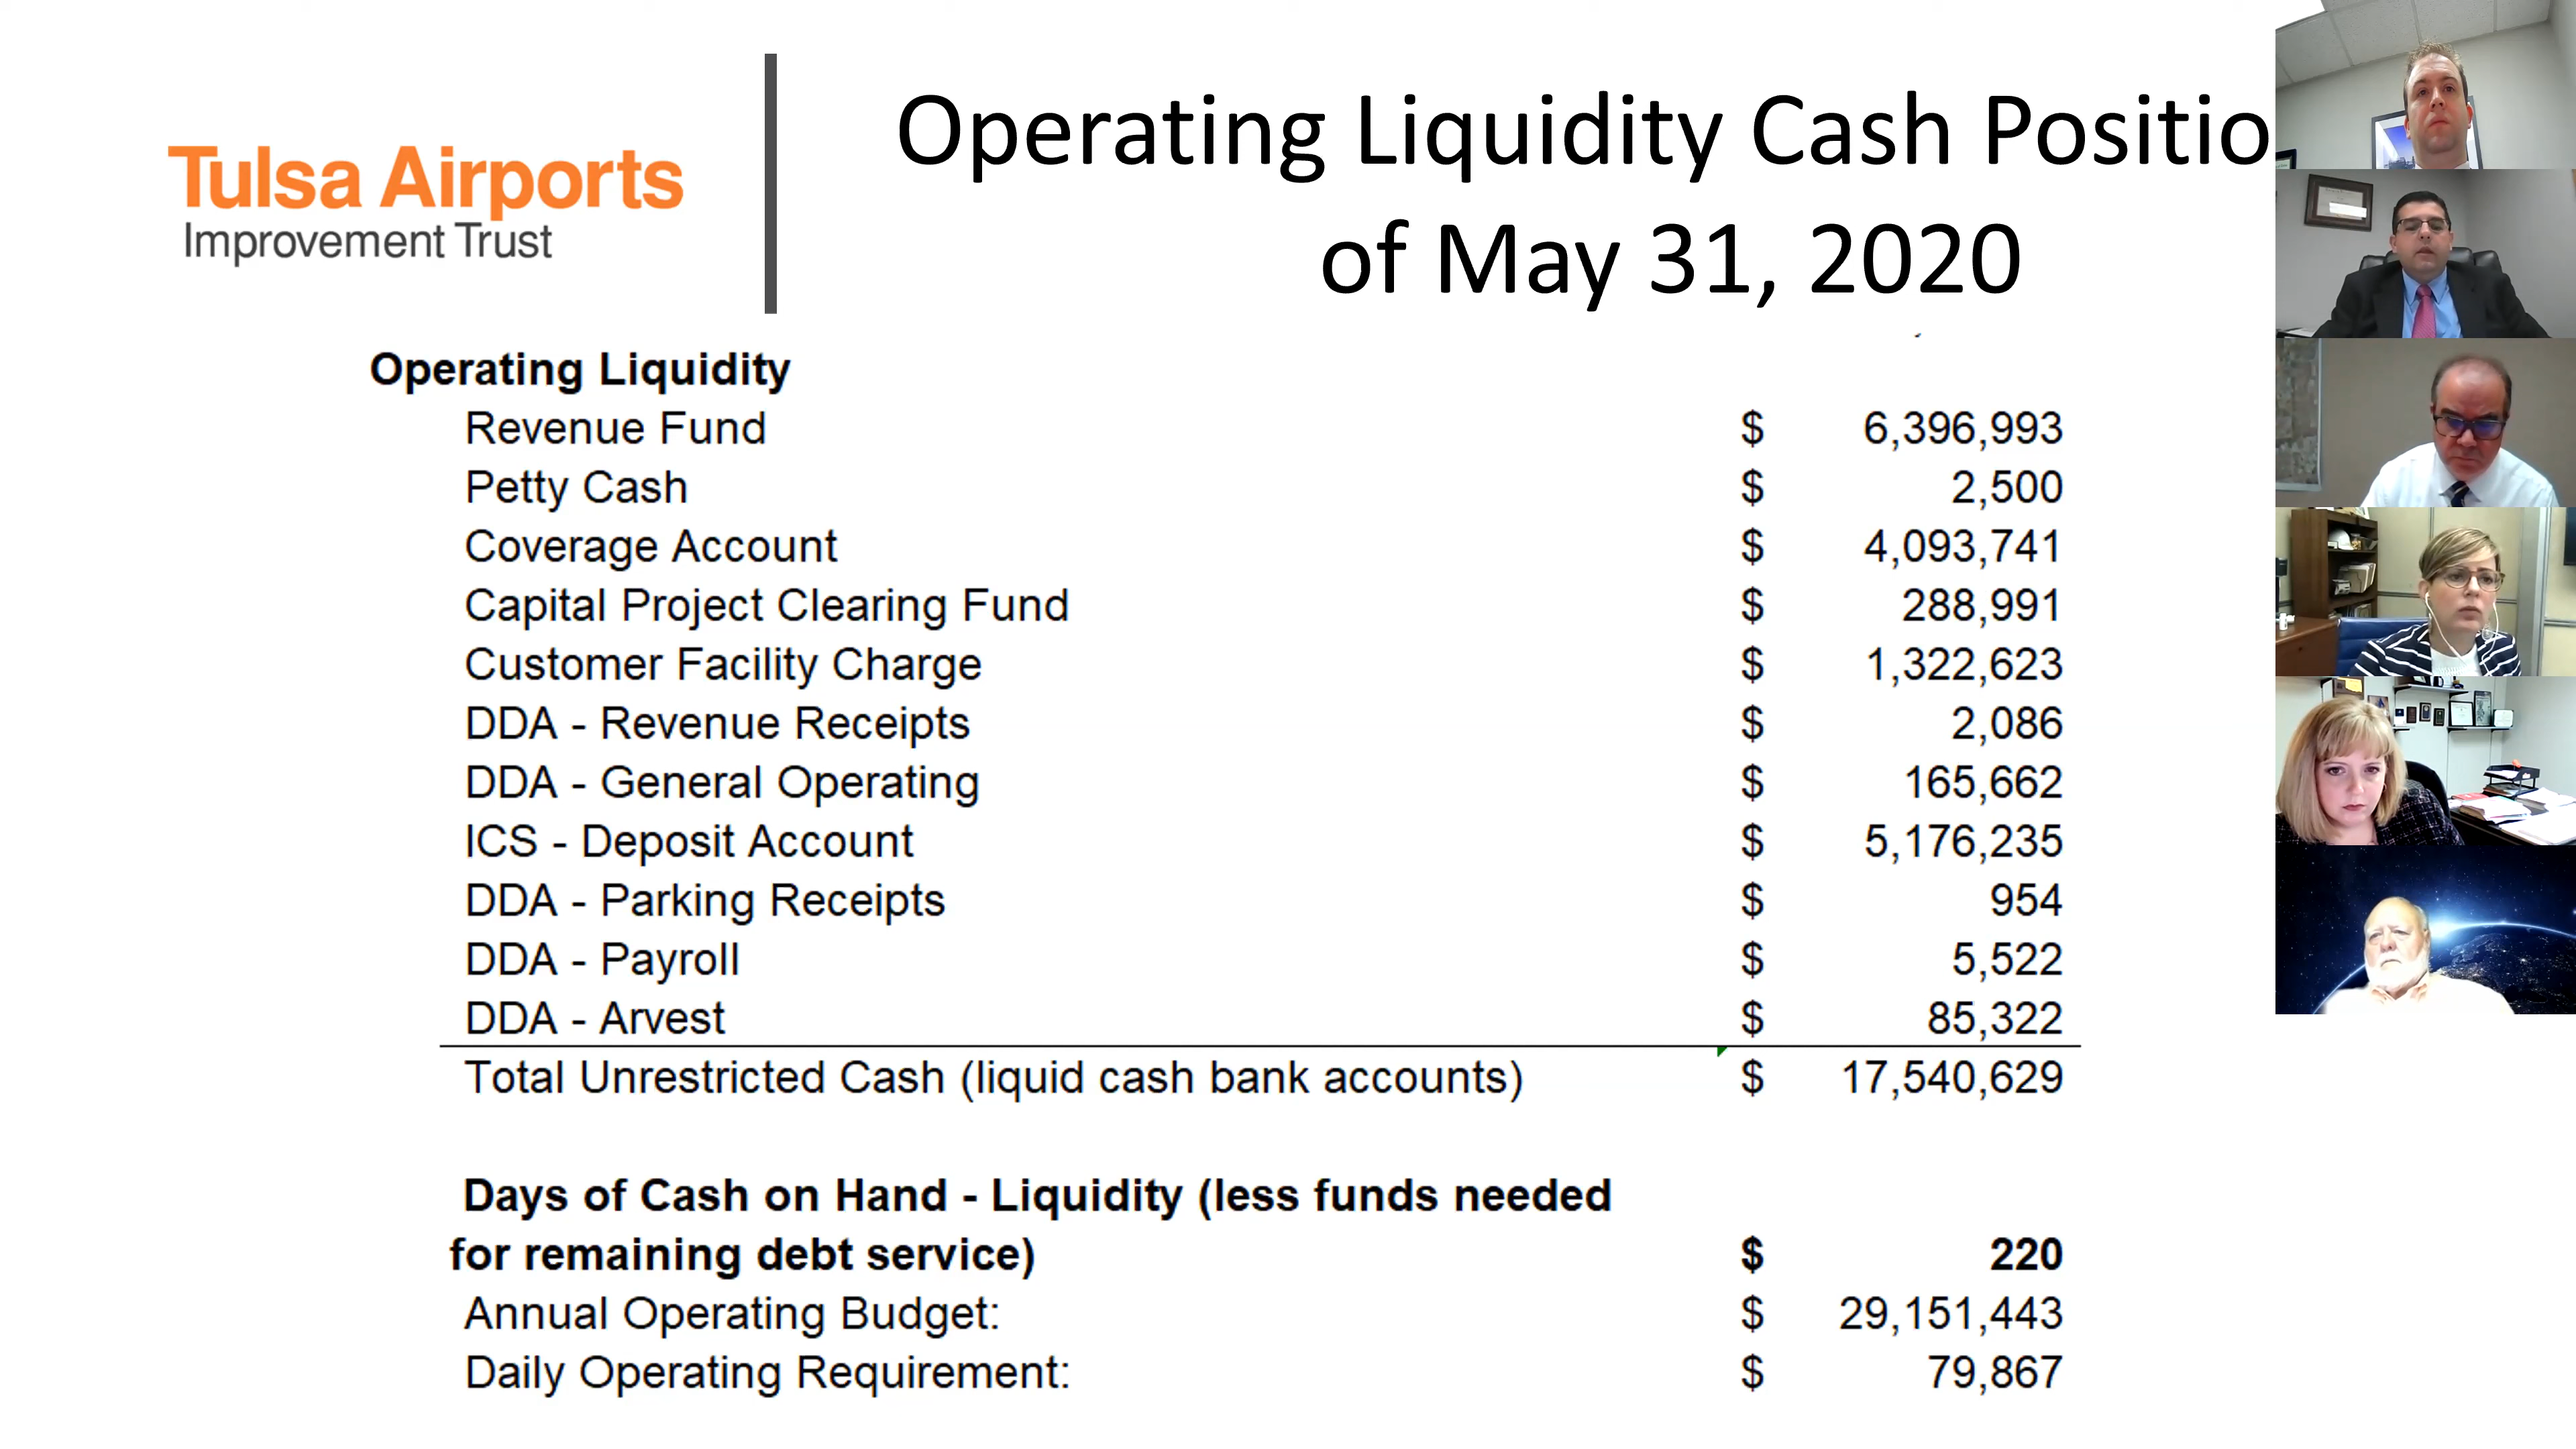 Tulsa Airports
Improvement Trust
Operating Liquidity Cash Positio
of May 31, 2020
Operating Liquidity
Revenue Fund $ 6,396,993
Petty Cash $ 2,500
Coverage Account $ 4,093,741
Capital Project Clearing Fund $ 288,991
Customer Facility Charge $ 1,322,623
DDA - Revenue Receipts $ 2,086
DDA - General Operating $ 165,662
ICS - Deposit Account $ 5,176,235
DDA - Parking Receipts $ 954
DDA - Payroll $ 5,522
DDA - Arvest $ 85,322
Total Unrestricted Cash (liquid cash bank accounts) $ 17,540,629
Days of Cash on Hand - Liquidity (less funds needed
for remaining debt service) $ 220
Annual Operating Budget: $ 29,151,443
Daily Operating Requirement: $ 79,867